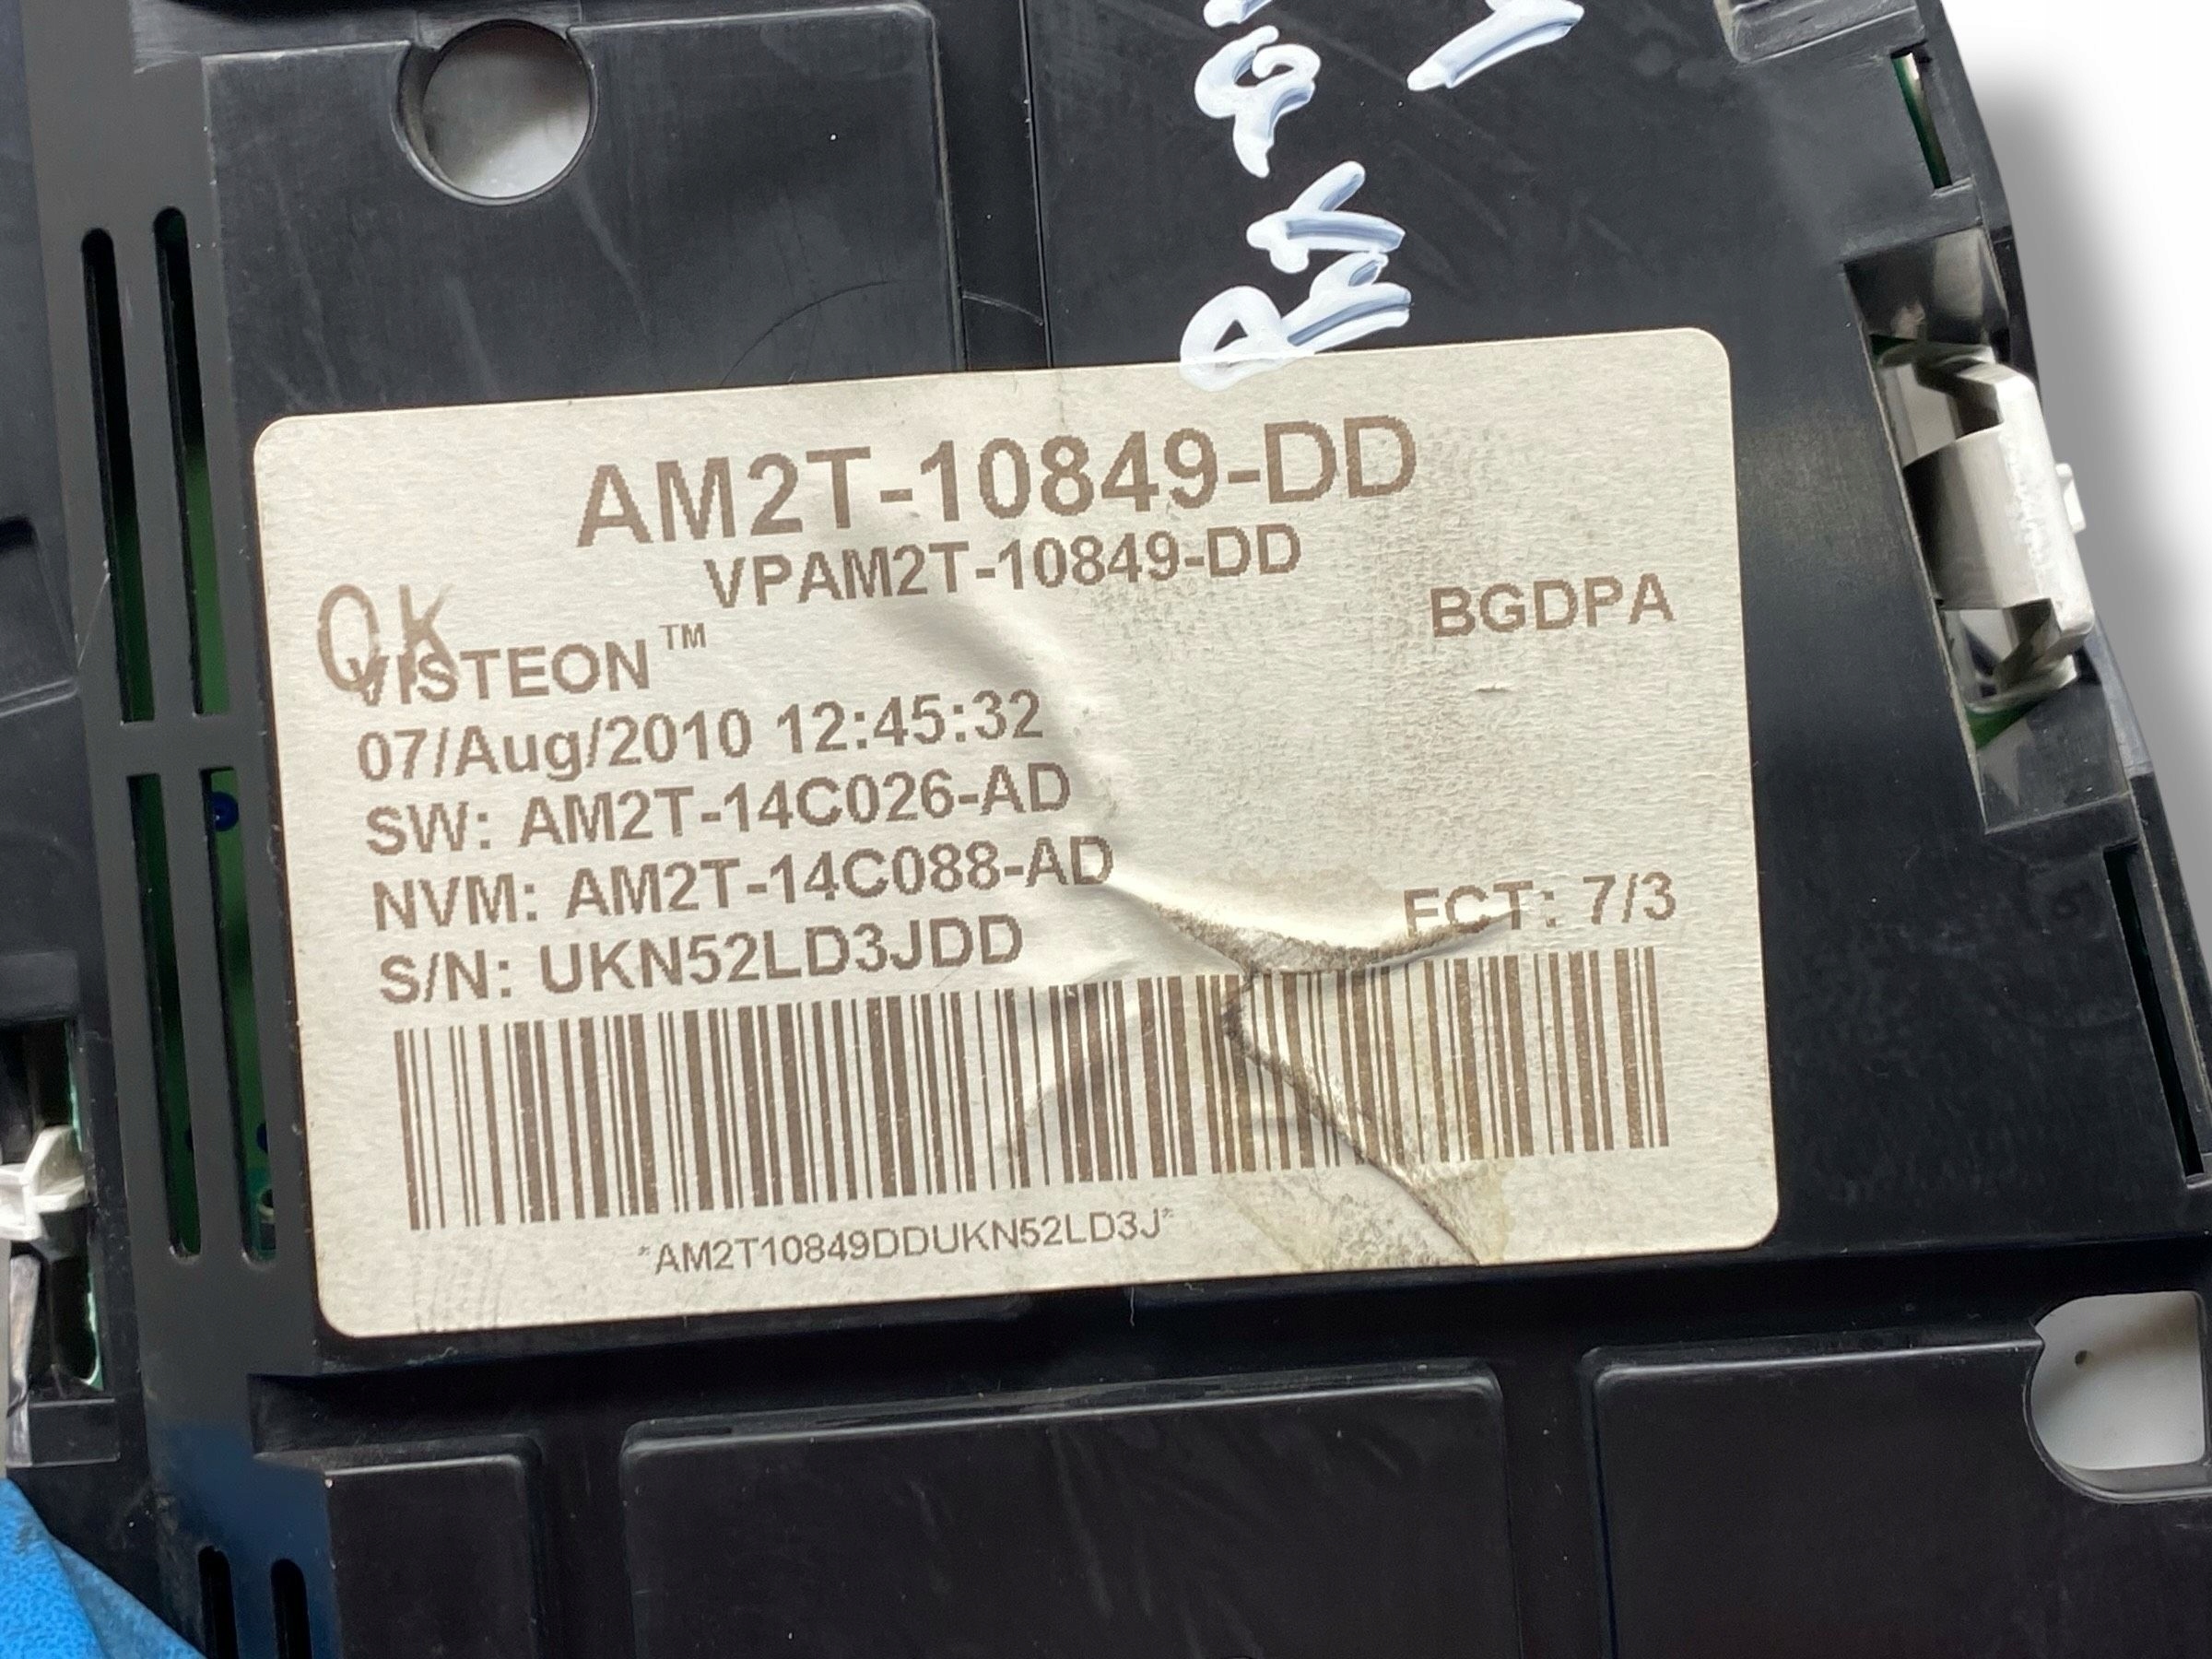 AM2T-10849-DD
VPAM2T-10849-DD
BGDPA
OK
VISTEON™
07/Aug/2010 12:45:32
SW: AM2T-14C026-AD
NVM: AM2T-14C088-AD
FCT: 7/3
S/N: UKN52LD3JDD
*AM2T10849DDUKN52LD3J*